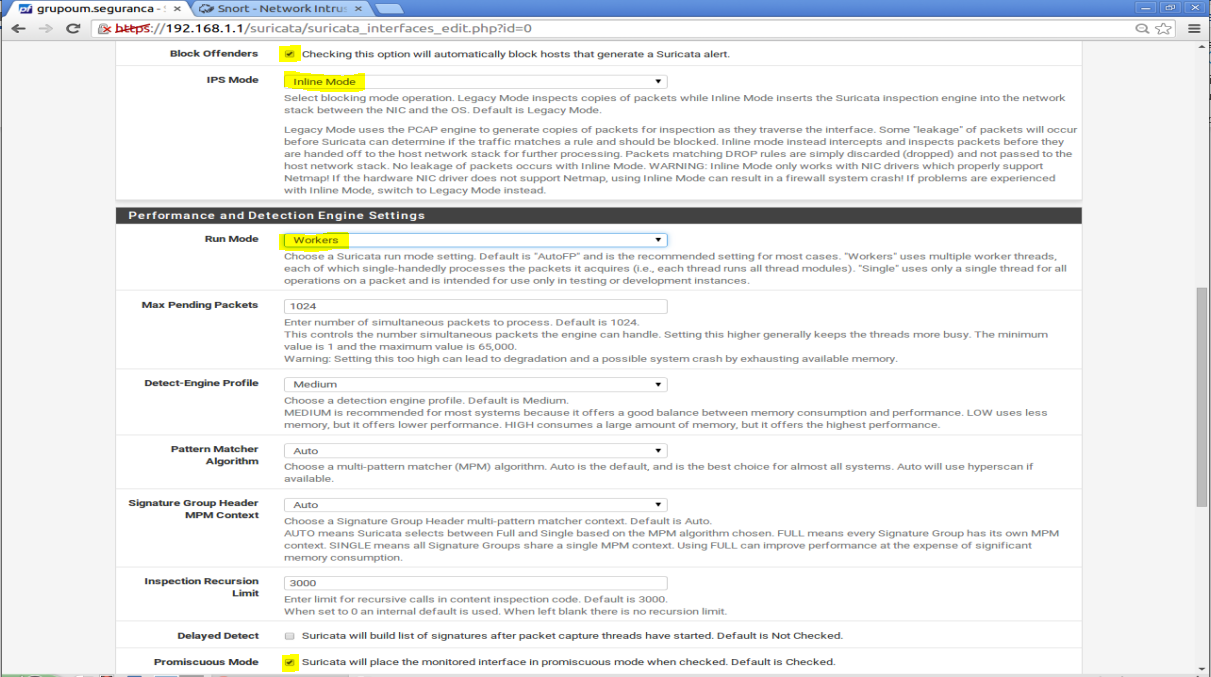 grupoum.seguranca - S ×
Snort - Network Intrus ×
https://192.168.1.1/suricata/suricata_interfaces_edit.php?id=0
Block Offenders
Checking this option will automatically block hosts that generate a Suricata alert.
IPS Mode
Inline Mode
Select blocking mode operation. Legacy Mode inspects copies of packets while Inline Mode inserts the Suricata inspection engine into the network
stack between the NIC and the OS. Default is Legacy Mode.
Legacy Mode uses the PCAP engine to generate copies of packets for inspection as they traverse the interface. Some "leakage" of packets will occur
before Suricata can determine if the traffic matches a rule and should be blocked. Inline mode instead intercepts and inspects packets before they
are handed off to the host network stack for further processing. Packets matching DROP rules are simply discarded (dropped) and not passed to the
host network stack. No leakage of packets occurs with Inline Mode. WARNING: Inline Mode only works with NIC drivers which properly support
Netmap! If the hardware NIC driver does not support Netmap, using Inline Mode can result in a firewall system crash! If problems are experienced
with Inline Mode, switch to Legacy Mode instead.
Performance and Detection Engine Settings
Run Mode
Workers
Choose a Suricata run mode setting. Default is "AutoFP" and is the recommended setting for most cases. "Workers" uses multiple worker threads,
each of which single-handedly processes the packets it acquires (i.e., each thread runs all thread modules). "Single" uses only a single thread for all
operations on a packet and is intended for use only in testing or development instances.
Max Pending Packets
1024
Enter number of simultaneous packets to process. Default is 1024.
This controls the number simultaneous packets the engine can handle. Setting this higher generally keeps the threads more busy. The minimum
value is 1 and the maximum value is 65,000.
Warning: Setting this too high can lead to degradation and a possible system crash by exhausting available memory.
Detect-Engine Profile
Medium
Choose a detection engine profile. Default is Medium.
MEDIUM is recommended for most systems because it offers a good balance between memory consumption and performance. LOW uses less
memory, but it offers lower performance. HIGH consumes a large amount of memory, but it offers the highest performance.
Pattern Matcher
Algorithm
Auto
Choose a multi-pattern matcher (MPM) algorithm. Auto is the default, and is the best choice for almost all systems. Auto will use hyperscan if
available.
Signature Group Header
MPM Context
Auto
Choose a Signature Group Header multi-pattern matcher context. Default is Auto.
AUTO means Suricata selects between Full and Single based on the MPM algorithm chosen. FULL means every Signature Group has its own MPM
context. SINGLE means all Signature Groups share a single MPM context. Using FULL can improve performance at the expense of significant
memory consumption.
Inspection Recursion
Limit
3000
Enter limit for recursive calls in content inspection code. Default is 3000.
When set to 0 an internal default is used. When left blank there is no recursion limit.
Delayed Detect
Suricata will build list of signatures after packet capture threads have started. Default is Not Checked.
Promiscuous Mode
Suricata will place the monitored interface in promiscuous mode when checked. Default is Checked.